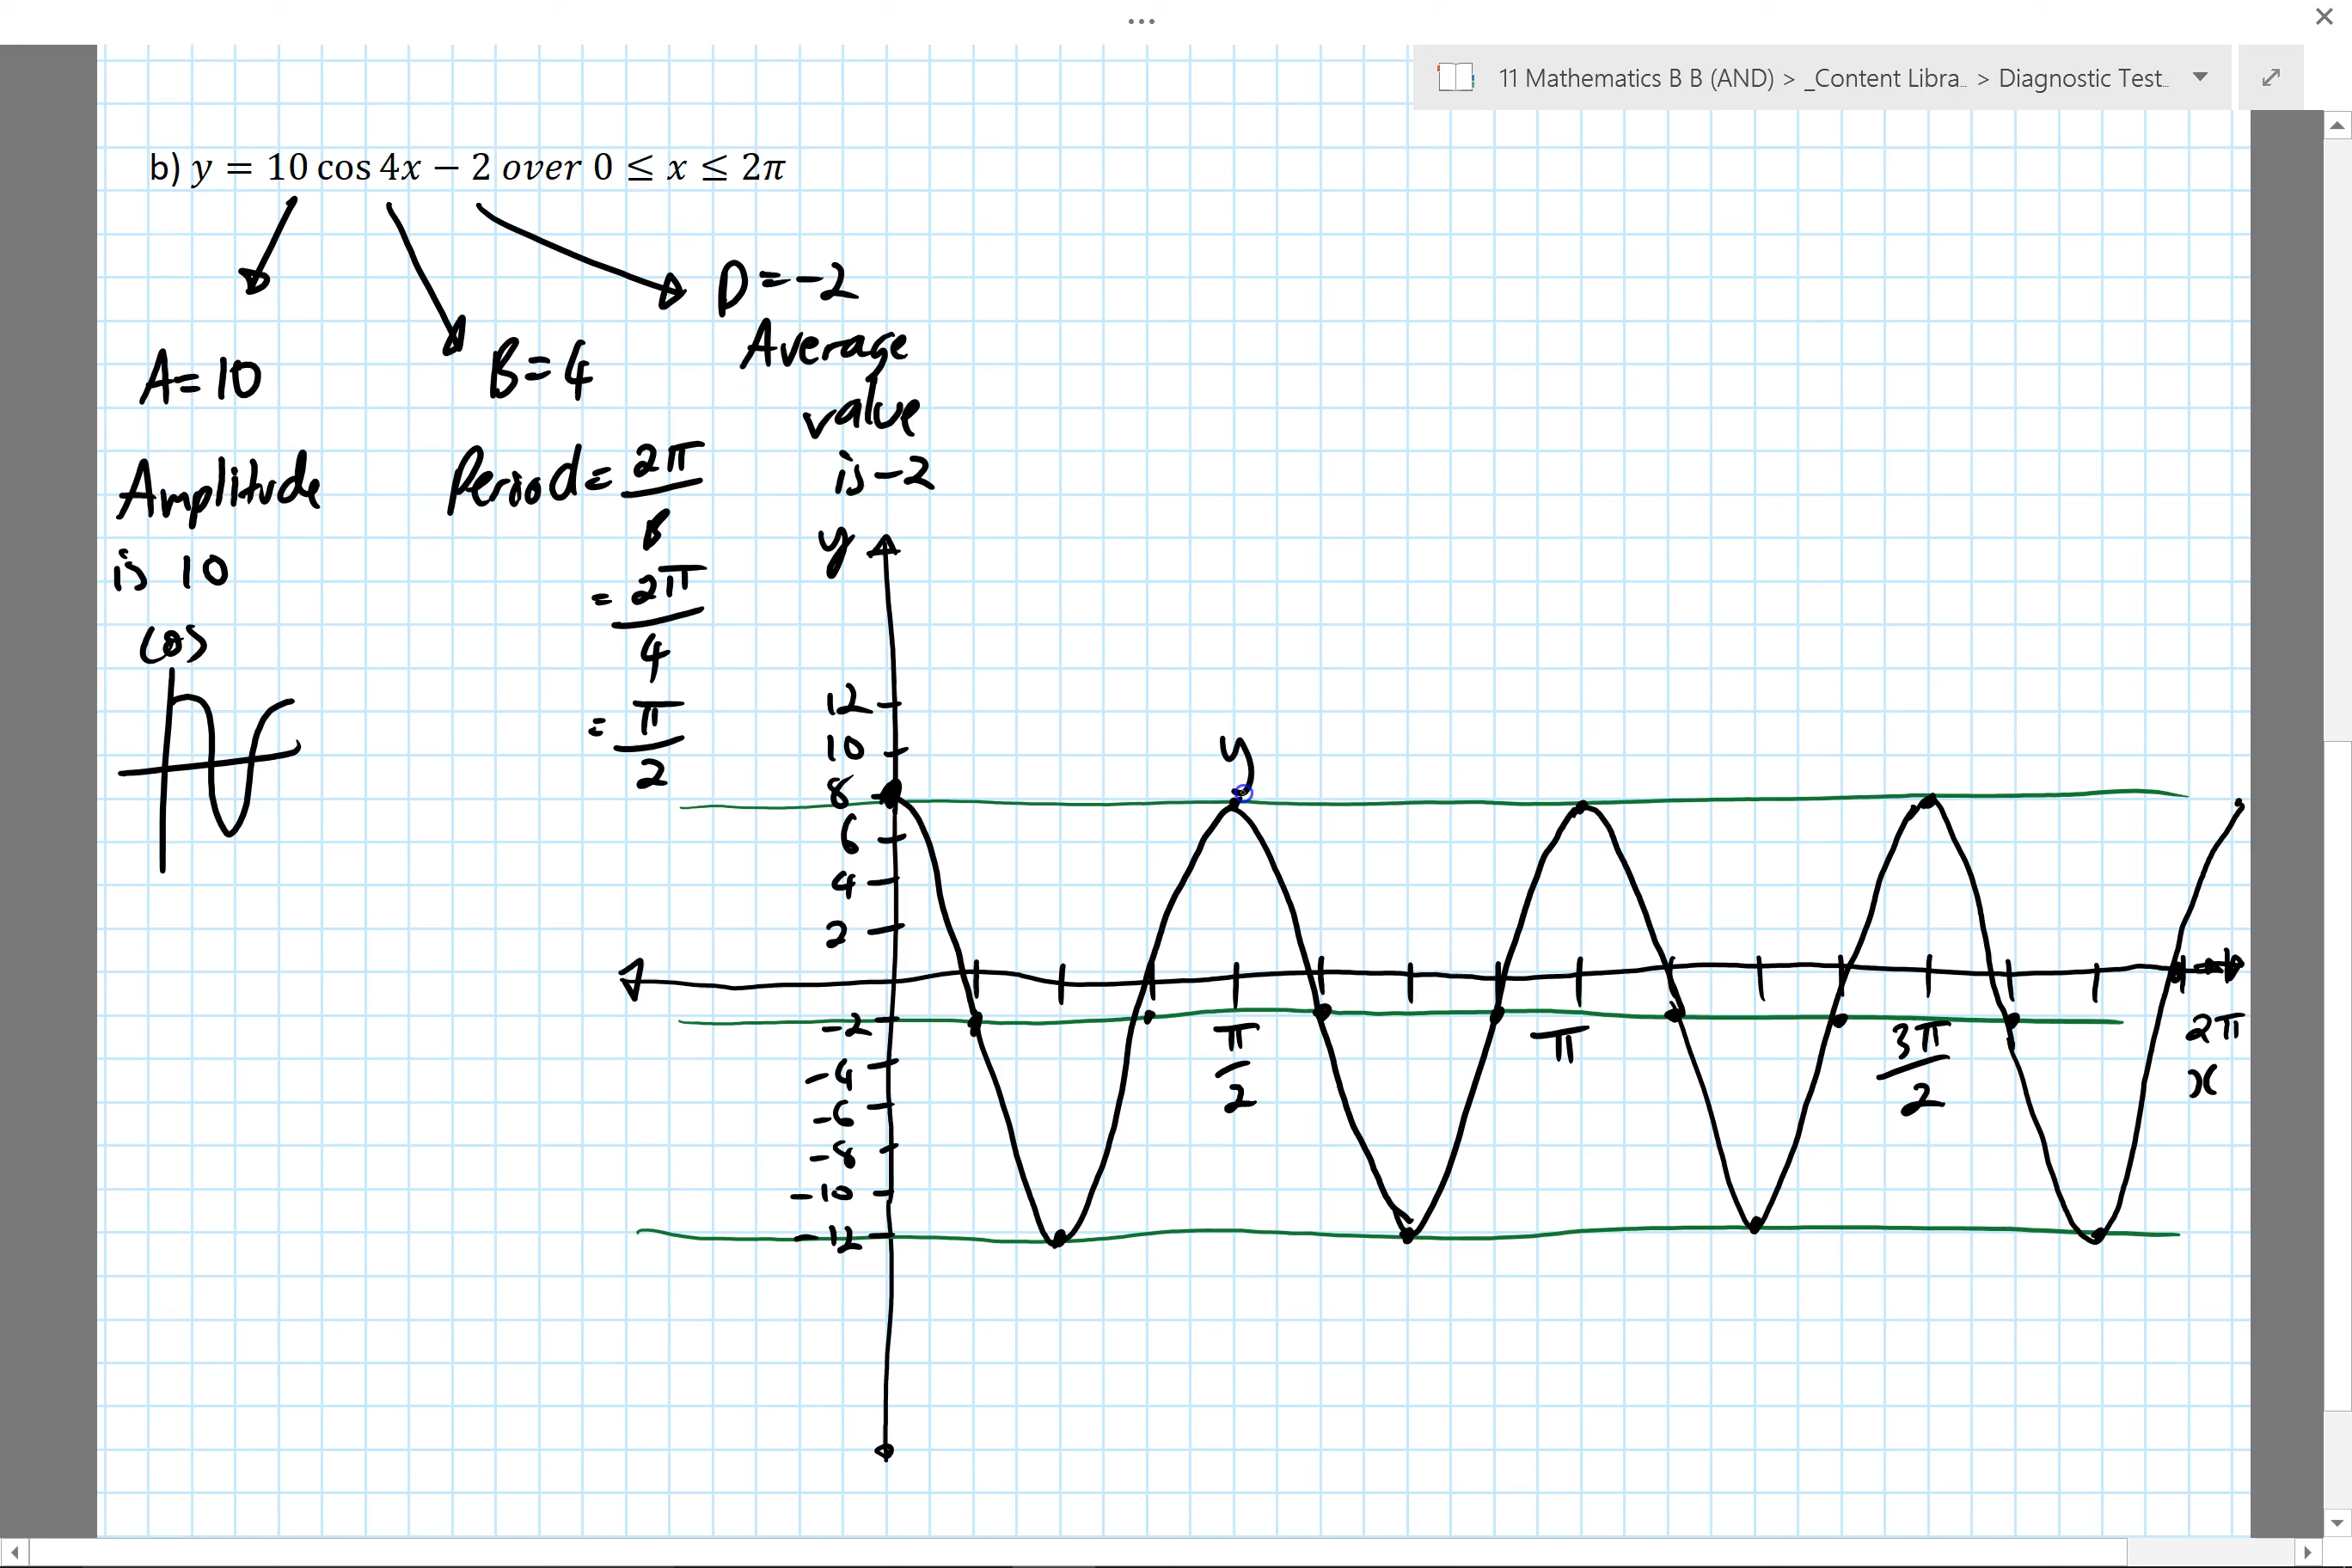 11 Mathematics B B (AND) > _Content Libra... > Diagnostic Test...
b) y = 10 cos 4x − 2 over 0 ≤ x ≤ 2π
A=10
Amplitude
is 10
cos
B=4
Period = 2π/B
= 2π/4
= π/2
D=-2
Average
value
is -2
y
12
10
8
6
4
2
-2
-4
-6
-8
-10
-12
y
π/2
π
3π/2
2π
x